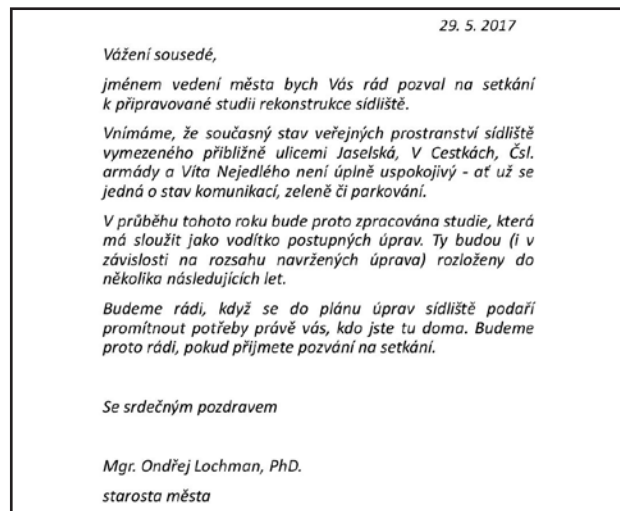 29. 5. 2017
Vážení sousedé,
jménem vedení města bych Vás rád pozval na setkání
k připravované studii rekonstrukce sídliště.
Vnímáme, že současný stav veřejných prostranství sídliště
vymezeného přibližně ulicemi Jaselská, V Cestkách, Čsl.
armády a Víta Nejedlého není úplně uspokojivý - ať už se
jedná o stav komunikací, zeleně či parkování.
V průběhu tohoto roku bude proto zpracována studie, která
má sloužit jako vodítko postupných úprav. Ty budou (i v
závislosti na rozsahu navržených úprava) rozloženy do
několika následujících let.
Budeme rádi, když se do plánu úprav sídliště podaří
promítnout potřeby právě vás, kdo jste tu doma. Budeme
proto rádi, pokud přijmete pozvání na setkání.
Se srdečným pozdravem
Mgr. Ondřej Lochman, PhD.
starosta města